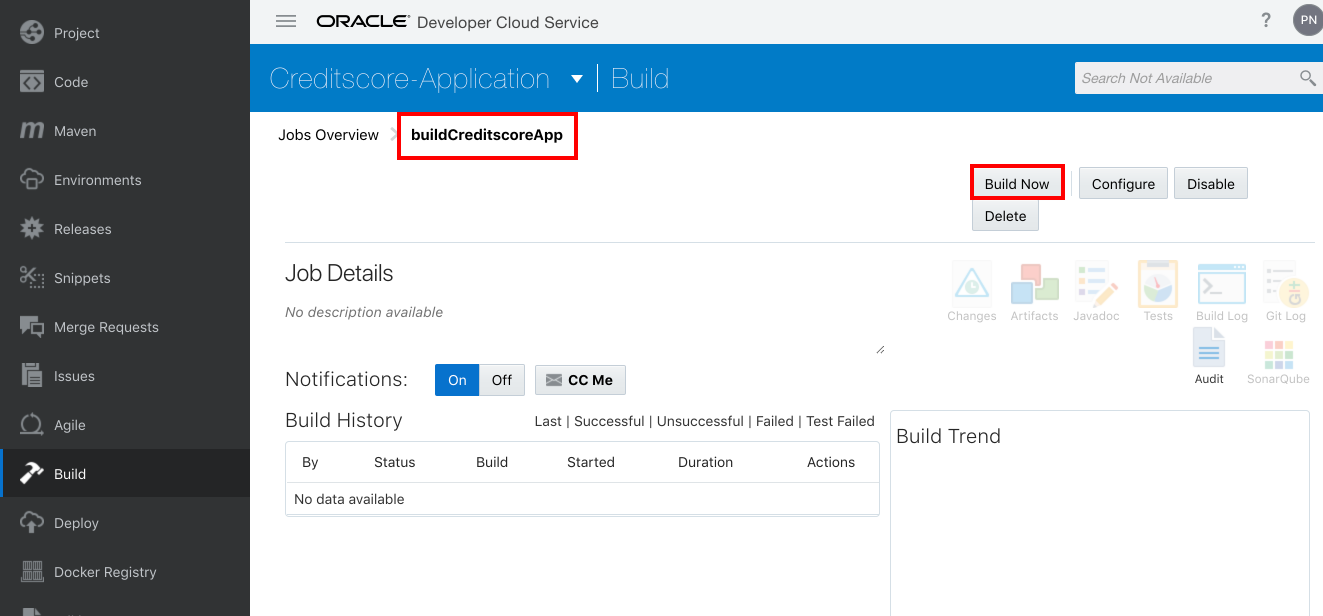 Project
Code
Maven
Environments
Releases
Snippets
Merge Requests
Issues
Agile
Build
Deploy
Docker Registry
ORACLE® Developer Cloud Service
? PN
Creditscore-Application Build
Search Not Available
Jobs Overview buildCreditscoreApp
Build Now Configure Disable
Delete
Job Details
No description available
Changes Artifacts Javadoc Tests Build Log Git Log
Audit SonarQube
Notifications: On Off CC Me
Build History Last | Successful | Unsuccessful | Failed | Test Failed
By Status Build Started Duration Actions
No data available
Build Trend